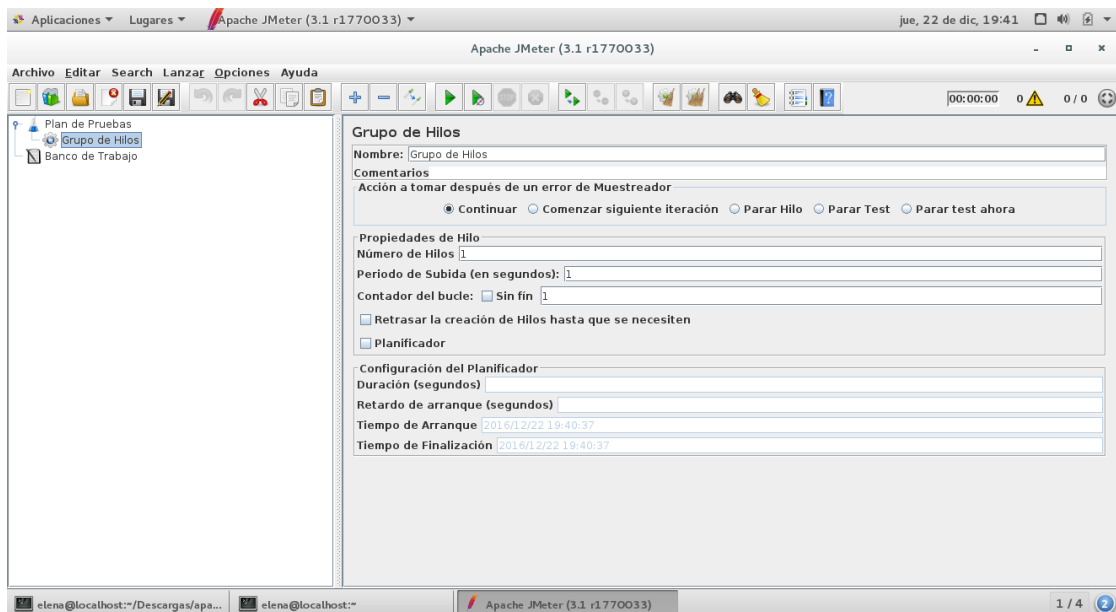 Aplicaciones Lugares Apache JMeter (3.1 r1770033) jue, 22 de dic, 19:41
Apache JMeter (3.1 r1770033)
Archivo Editar Search Lanzar Opciones Ayuda
00:00:00 0 0 / 0
Plan de Pruebas
Grupo de Hilos
Banco de Trabajo
Grupo de Hilos
Nombre: Grupo de Hilos
Comentarios
Acción a tomar después de un error de Muestreador
Continuar Comenzar siguiente iteración Parar Hilo Parar Test Parar test ahora
Propiedades de Hilo
Número de Hilos 1
Periodo de Subida (en segundos): 1
Contador del bucle: Sin fín 1
Retrasar la creación de Hilos hasta que se necesiten
Planificador
Configuración del Planificador
Duración (segundos)
Retardo de arranque (segundos)
Tiempo de Arranque 2016/12/22 19:40:37
Tiempo de Finalización 2016/12/22 19:40:37
elena@localhost:~/Descargas/apa... elena@localhost:~ Apache JMeter (3.1 r1770033) 1 / 4 2